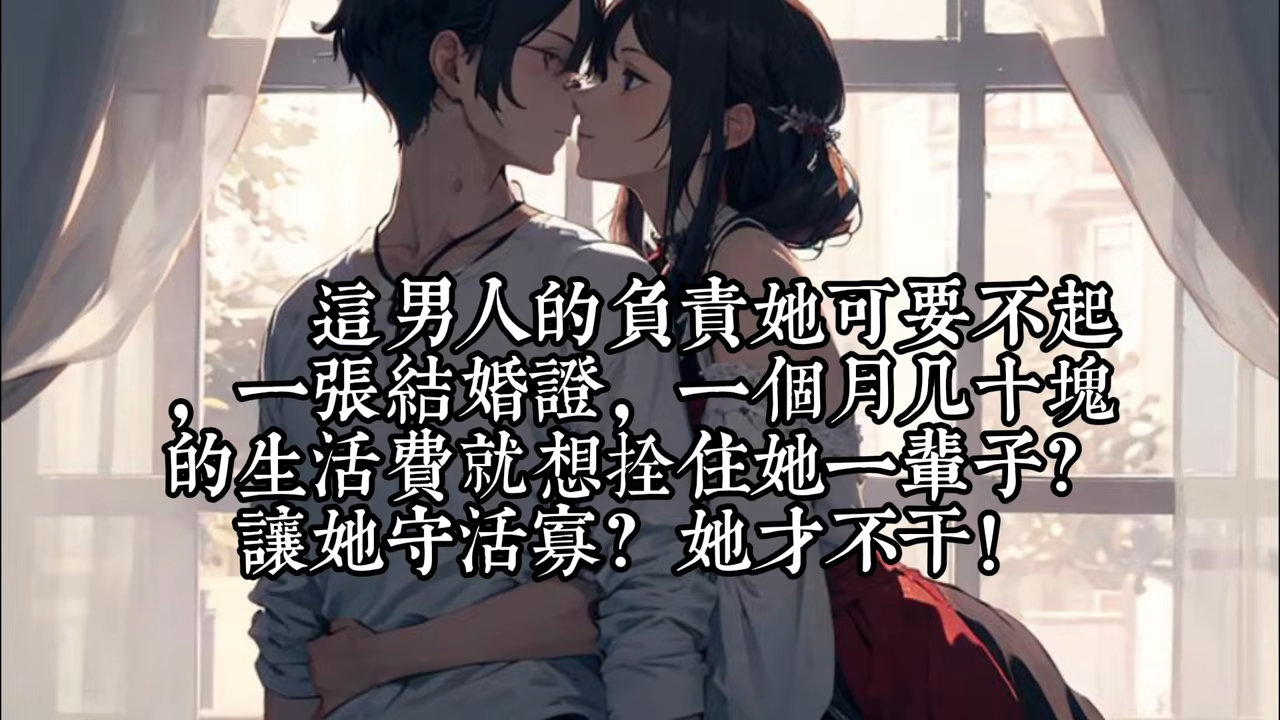 這男人的負責她可要不起
，一張結婚證，一個月几十塊
的生活費就想拴住她一輩子？
讓她守活寡？她才不干！